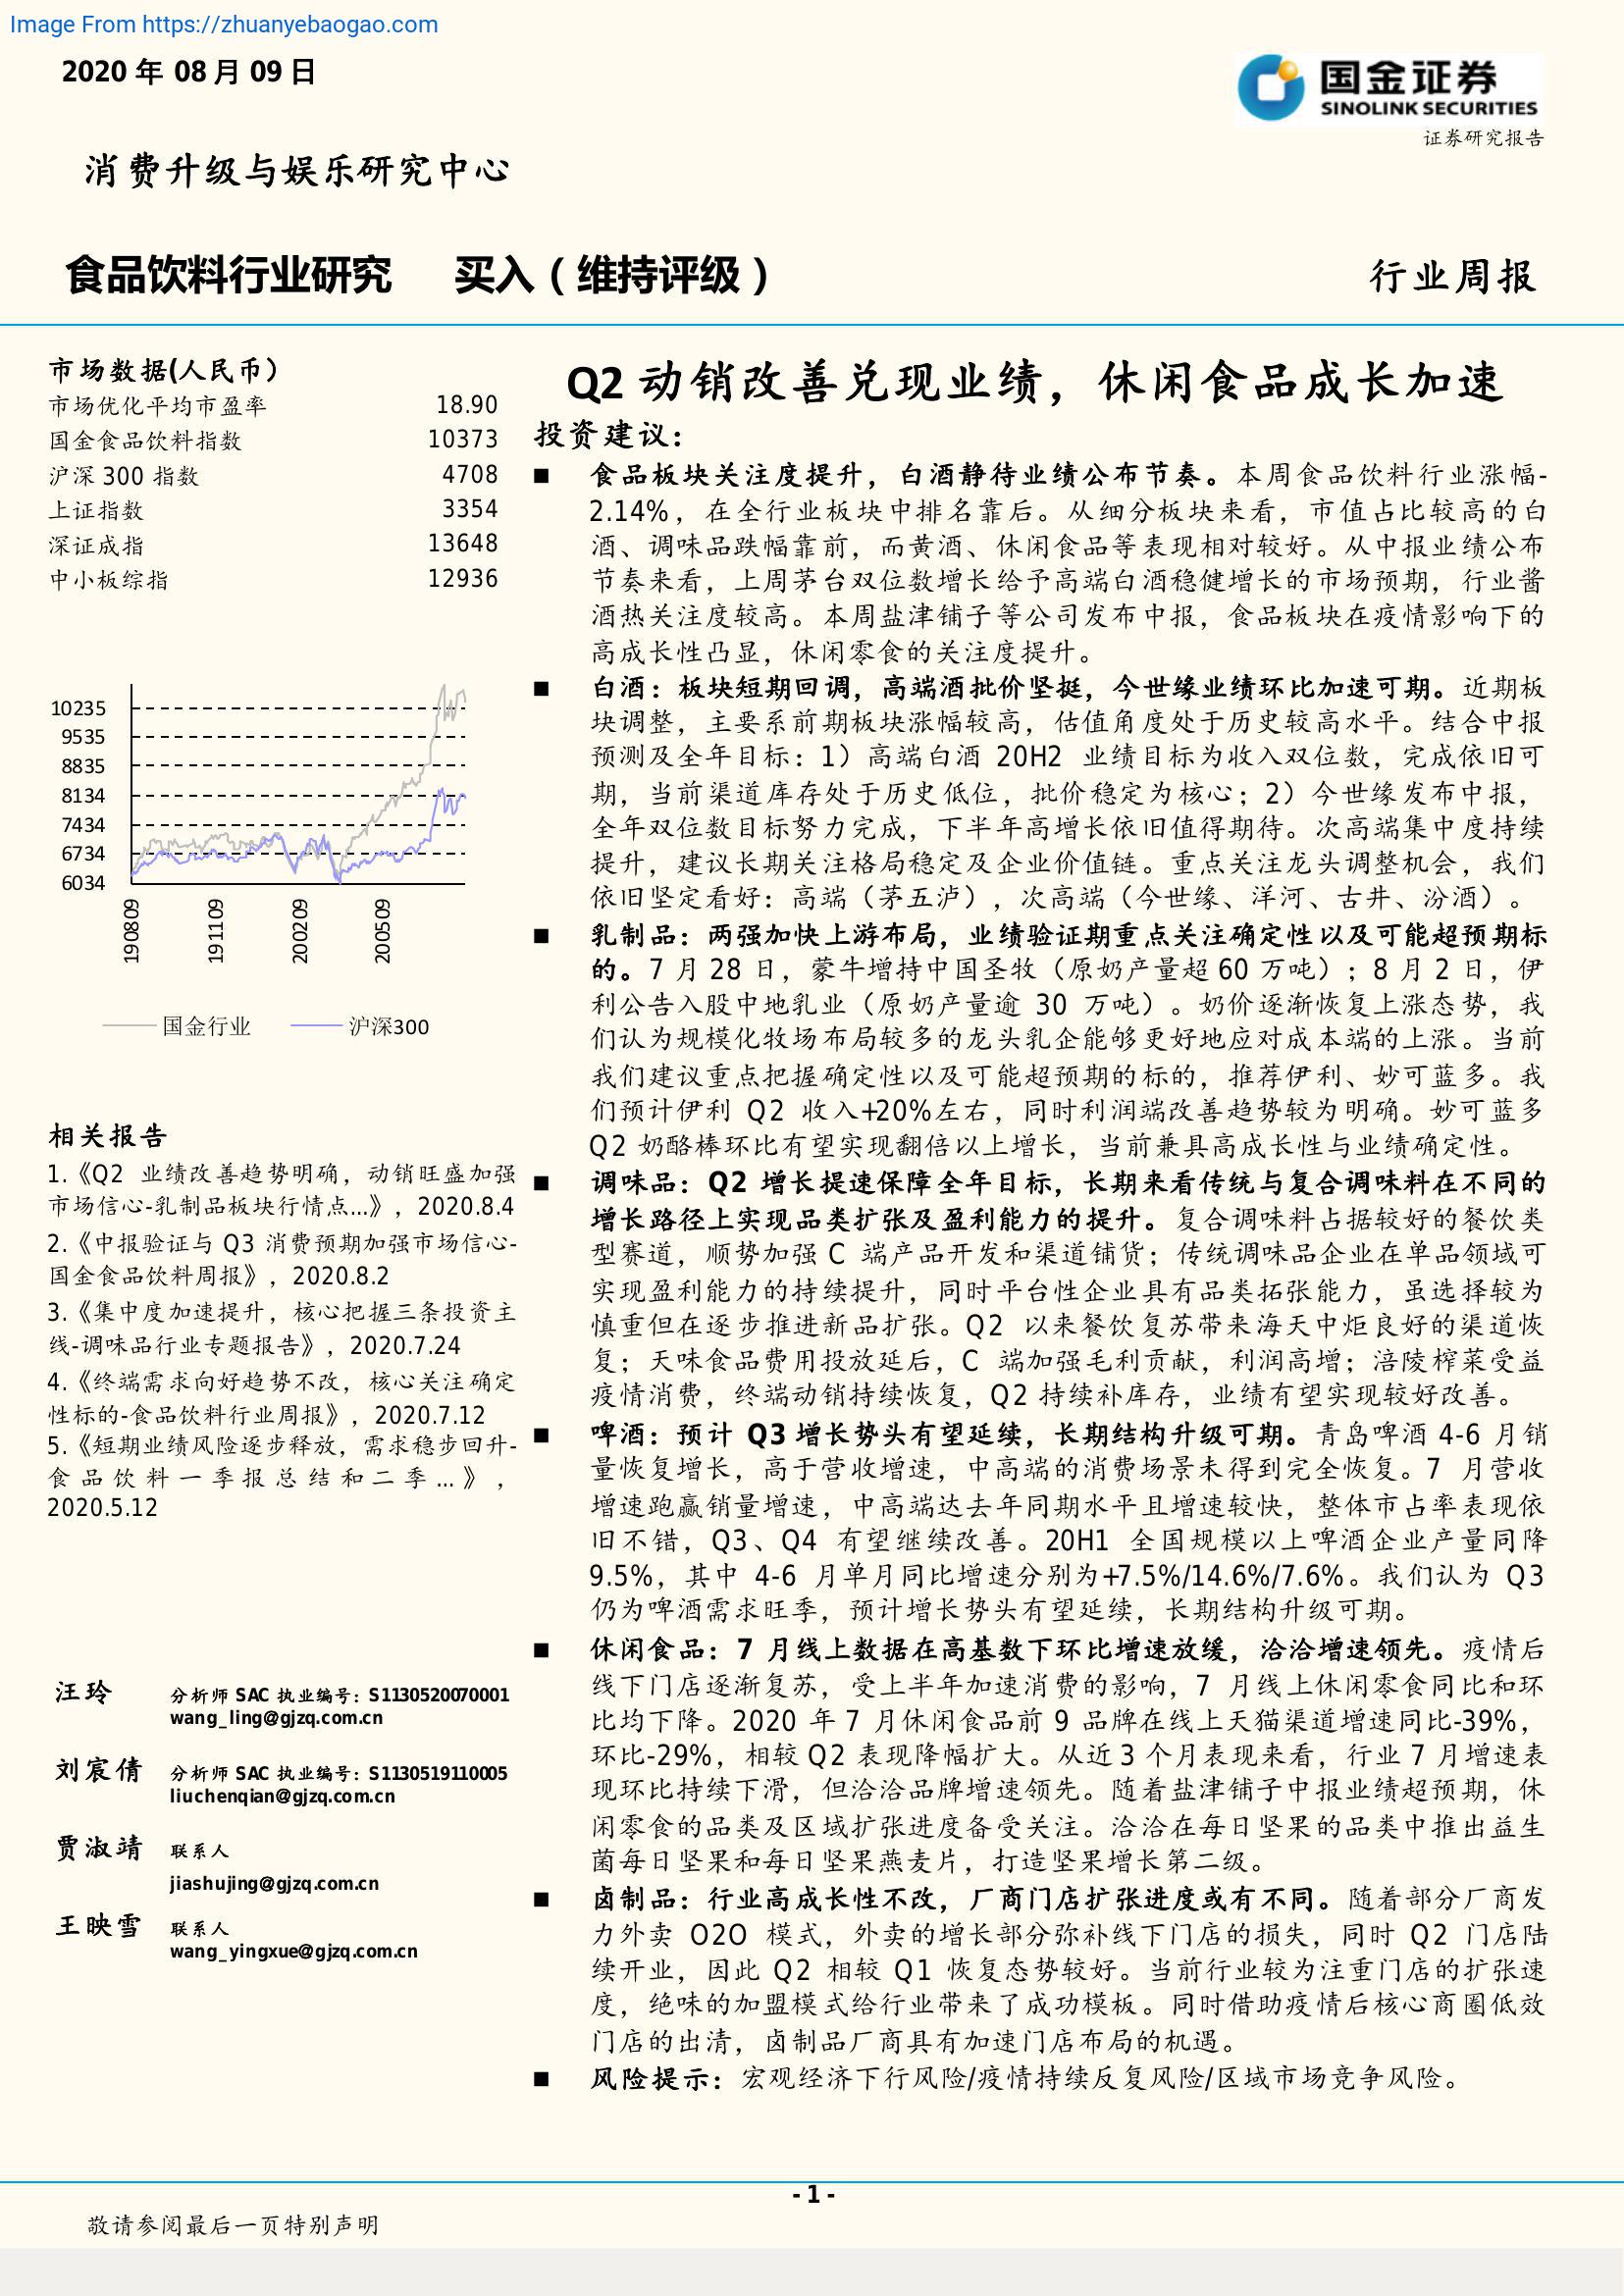 Image From https://zhuanyebaogao.com
2020 年 08 月 09 日
国金证券
SINOLINK SECURITIES
证券研究报告
消费升级与娱乐研究中心
食品饮料行业研究 买入（维持评级）
行业周报
市场数据(人民币）
市场优化平均市盈率 18.90
国金食品饮料指数 10373
沪深 300 指数 4708
上证指数 3354
深证成指 13648
中小板综指 12936
10235
9535
8835
8134
7434
6734
6034
190809
191109
200209
200509
国金行业 沪深300
相关报告
1.《Q2 业绩改善趋势明确，动销旺盛加强
市场信心-乳制品板块行情点...》，2020.8.4
2.《中报验证与 Q3 消费预期加强市场信心-
国金食品饮料周报》，2020.8.2
3.《集中度加速提升，核心把握三条投资主
线-调味品行业专题报告》，2020.7.24
4.《终端需求向好趋势不改，核心关注确定
性标的-食品饮料行业周报》，2020.7.12
5.《短期业绩风险逐步释放，需求稳步回升-
食品饮料一季报总结和二季...》，
2020.5.12
汪玲 分析师 SAC 执业编号：S1130520070001
wang_ling@gjzq.com.cn
刘宸倩 分析师 SAC 执业编号：S1130519110005
liuchenqian@gjzq.com.cn
贾淑靖 联系人
jiashujing@gjzq.com.cn
王映雪 联系人
wang_yingxue@gjzq.com.cn
Q2 动销改善兑现业绩，休闲食品成长加速
投资建议：
■ 食品板块关注度提升，白酒静待业绩公布节奏。本周食品饮料行业涨幅-
2.14%，在全行业板块中排名靠后。从细分板块来看，市值占比较高的白
酒、调味品跌幅靠前，而黄酒、休闲食品等表现相对较好。从中报业绩公布
节奏来看，上周茅台双位数增长给予高端白酒稳健增长的市场预期，行业酱
酒热关注度较高。本周盐津铺子等公司发布中报，食品板块在疫情影响下的
高成长性凸显，休闲零食的关注度提升。
■ 白酒：板块短期回调，高端酒批价坚挺，今世缘业绩环比加速可期。近期板
块调整，主要系前期板块涨幅较高，估值角度处于历史较高水平。结合中报
预测及全年目标：1）高端白酒 20H2 业绩目标为收入双位数，完成依旧可
期，当前渠道库存处于历史低位，批价稳定为核心；2）今世缘发布中报，
全年双位数目标努力完成，下半年高增长依旧值得期待。次高端集中度持续
提升，建议长期关注格局稳定及企业价值链。重点关注龙头调整机会，我们
依旧坚定看好：高端（茅五泸），次高端（今世缘、洋河、古井、汾酒）。
■ 乳制品：两强加快上游布局，业绩验证期重点关注确定性以及可能超预期标
的。7 月 28 日，蒙牛增持中国圣牧（原奶产量超 60 万吨）；8 月 2 日，伊
利公告入股中地乳业（原奶产量逾 30 万吨）。奶价逐渐恢复上涨态势，我
们认为规模化牧场布局较多的龙头乳企能够更好地应对成本端的上涨。当前
我们建议重点把握确定性以及可能超预期的标的，推荐伊利、妙可蓝多。我
们预计伊利 Q2 收入+20%左右，同时利润端改善趋势较为明确。妙可蓝多
Q2 奶酪棒环比有望实现翻倍以上增长，当前兼具高成长性与业绩确定性。
■ 调味品：Q2 增长提速保障全年目标，长期来看传统与复合调味料在不同的
增长路径上实现品类扩张及盈利能力的提升。复合调味料占据较好的餐饮类
型赛道，顺势加强 C 端产品开发和渠道铺货；传统调味品企业在单品领域可
实现盈利能力的持续提升，同时平台性企业具有品类拓张能力，虽选择较为
慎重但在逐步推进新品扩张。Q2 以来餐饮复苏带来海天中炬良好的渠道恢
复；天味食品费用投放延后，C 端加强毛利贡献，利润高增；涪陵榨菜受益
疫情消费，终端动销持续恢复，Q2 持续补库存，业绩有望实现较好改善。
■ 啤酒：预计 Q3 增长势头有望延续，长期结构升级可期。青岛啤酒 4-6 月销
量恢复增长，高于营收增速，中高端的消费场景未得到完全恢复。7 月营收
增速跑赢销量增速，中高端达去年同期水平且增速较快，整体市占率表现依
旧不错，Q3、Q4 有望继续改善。20H1 全国规模以上啤酒企业产量同降
9.5%，其中 4-6 月单月同比增速分别为+7.5%/14.6%/7.6%。我们认为 Q3
仍为啤酒需求旺季，预计增长势头有望延续，长期结构升级可期。
■ 休闲食品：7 月线上数据在高基数下环比增速放缓，洽洽增速领先。疫情后
线下门店逐渐复苏，受上半年加速消费的影响，7 月线上休闲零食同比和环
比均下降。2020 年 7 月休闲食品前 9 品牌在线上天猫渠道增速同比-39%，
环比-29%，相较 Q2 表现降幅扩大。从近 3 个月表现来看，行业 7 月增速表
现环比持续下滑，但洽洽品牌增速领先。随着盐津铺子中报业绩超预期，休
闲零食的品类及区域扩张进度备受关注。洽洽在每日坚果的品类中推出益生
菌每日坚果和每日坚果燕麦片，打造坚果增长第二级。
■ 卤制品：行业高成长性不改，厂商门店扩张进度或有不同。随着部分厂商发
力外卖 O2O 模式，外卖的增长部分弥补线下门店的损失，同时 Q2 门店陆
续开业，因此 Q2 相较 Q1 恢复态势较好。当前行业较为注重门店的扩张速
度，绝味的加盟模式给行业带来了成功模板。同时借助疫情后核心商圈低效
门店的出清，卤制品厂商具有加速门店布局的机遇。
■ 风险提示：宏观经济下行风险/疫情持续反复风险/区域市场竞争风险。
- 1 -
敬请参阅最后一页特别声明